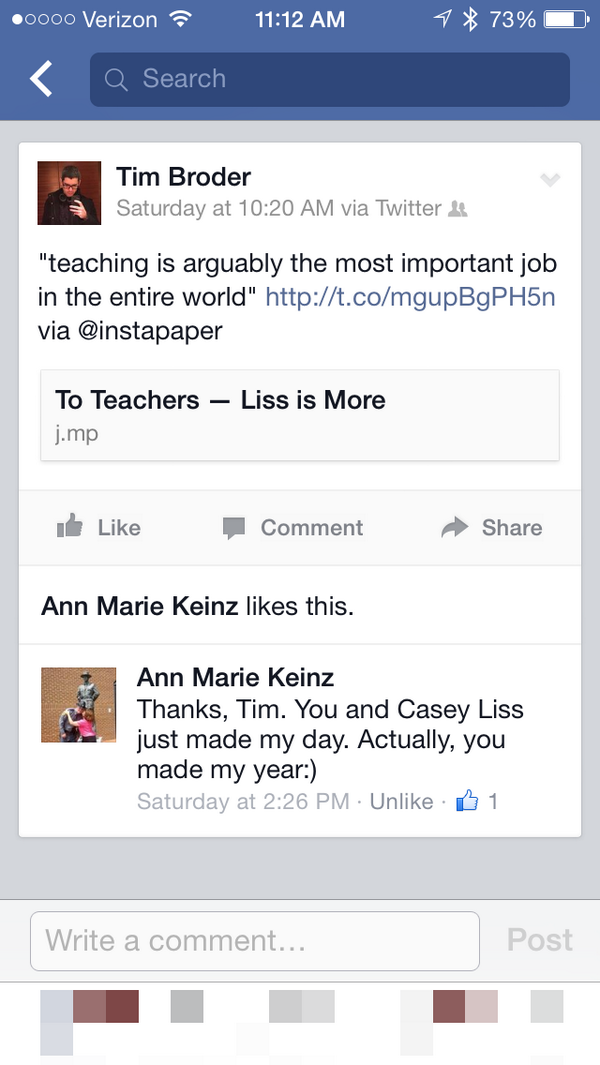 Verizon 11:12 AM 73%
Search
Tim Broder
Saturday at 10:20 AM via Twitter
"teaching is arguably the most important job
in the entire world" http://t.co/mgupBgPH5n
via @instapaper
To Teachers — Liss is More
j.mp
Like Comment Share
Ann Marie Keinz likes this.
Ann Marie Keinz
Thanks, Tim. You and Casey Liss
just made my day. Actually, you
made my year:)
Saturday at 2:26 PM · Unlike · 1
Write a comment... Post